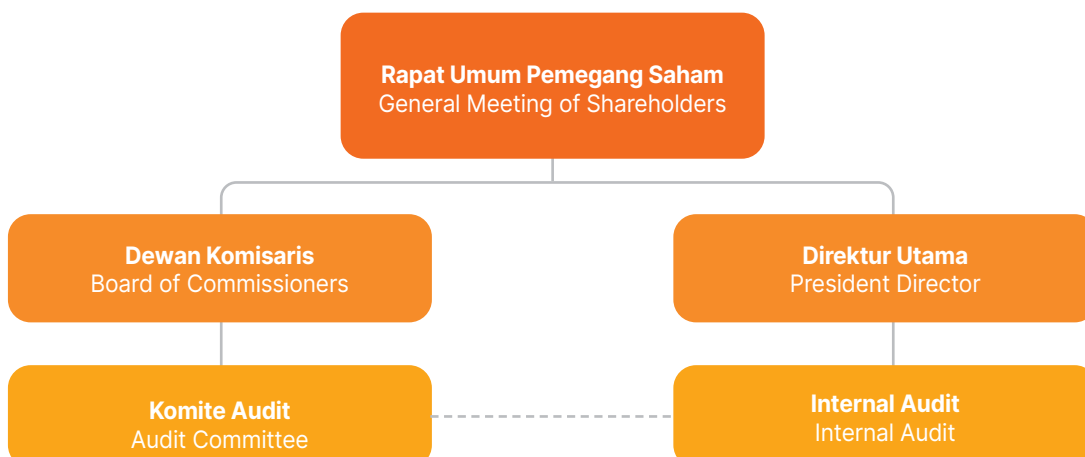 Rapat Umum Pemegang Saham
General Meeting of Shareholders
Dewan Komisaris
Board of Commissioners
Direktur Utama
President Director
Komite Audit
Audit Committee
Internal Audit
Internal Audit